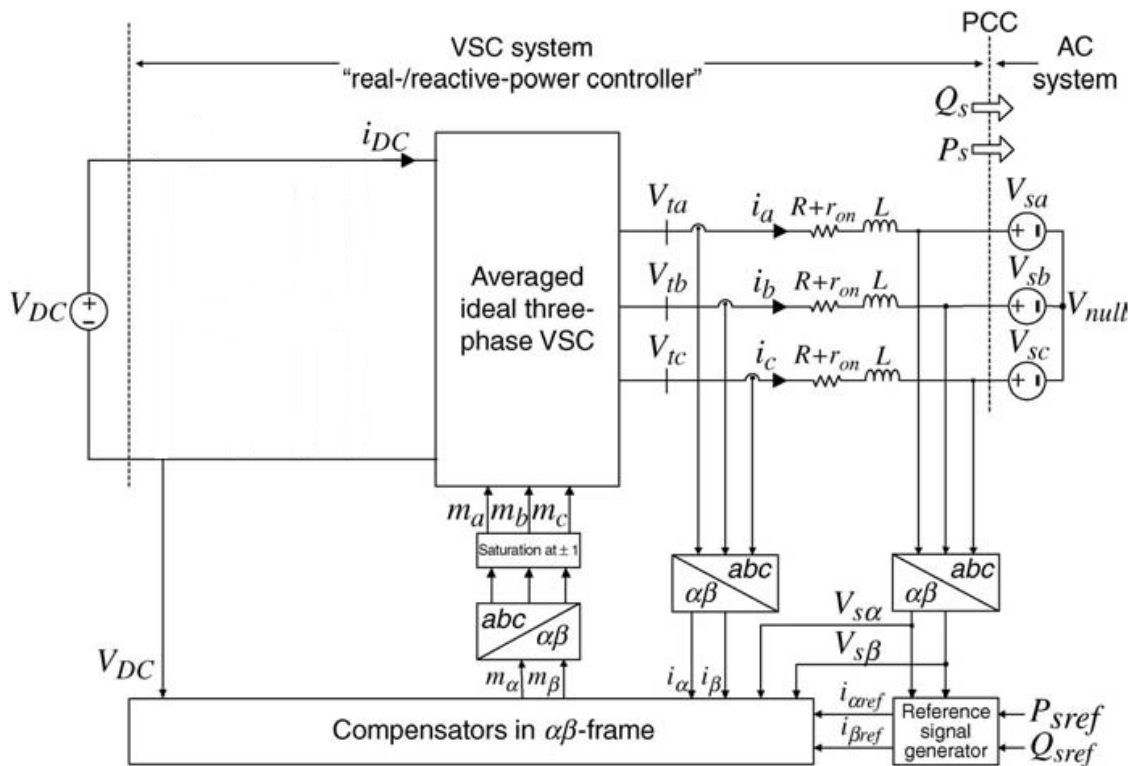 PCC
VSC system
"real-/reactive-power controller"
AC
system
Q_s
P_s
i_DC
V_ta
i_a
R+r_on
L
V_sa
V_DC
Averaged
ideal three-
phase VSC
V_tb
i_b
R+r_on
L
V_sb
V_null
V_tc
i_c
R+r_on
L
V_sc
m_a m_b m_c
Saturation at ± 1
abc
αβ
abc
αβ
abc
αβ
V_sα
V_sβ
V_DC
m_α m_β
i_α i_β
i_αref
i_βref
Compensators in αβ-frame
Reference
signal
generator
P_sref
Q_sref